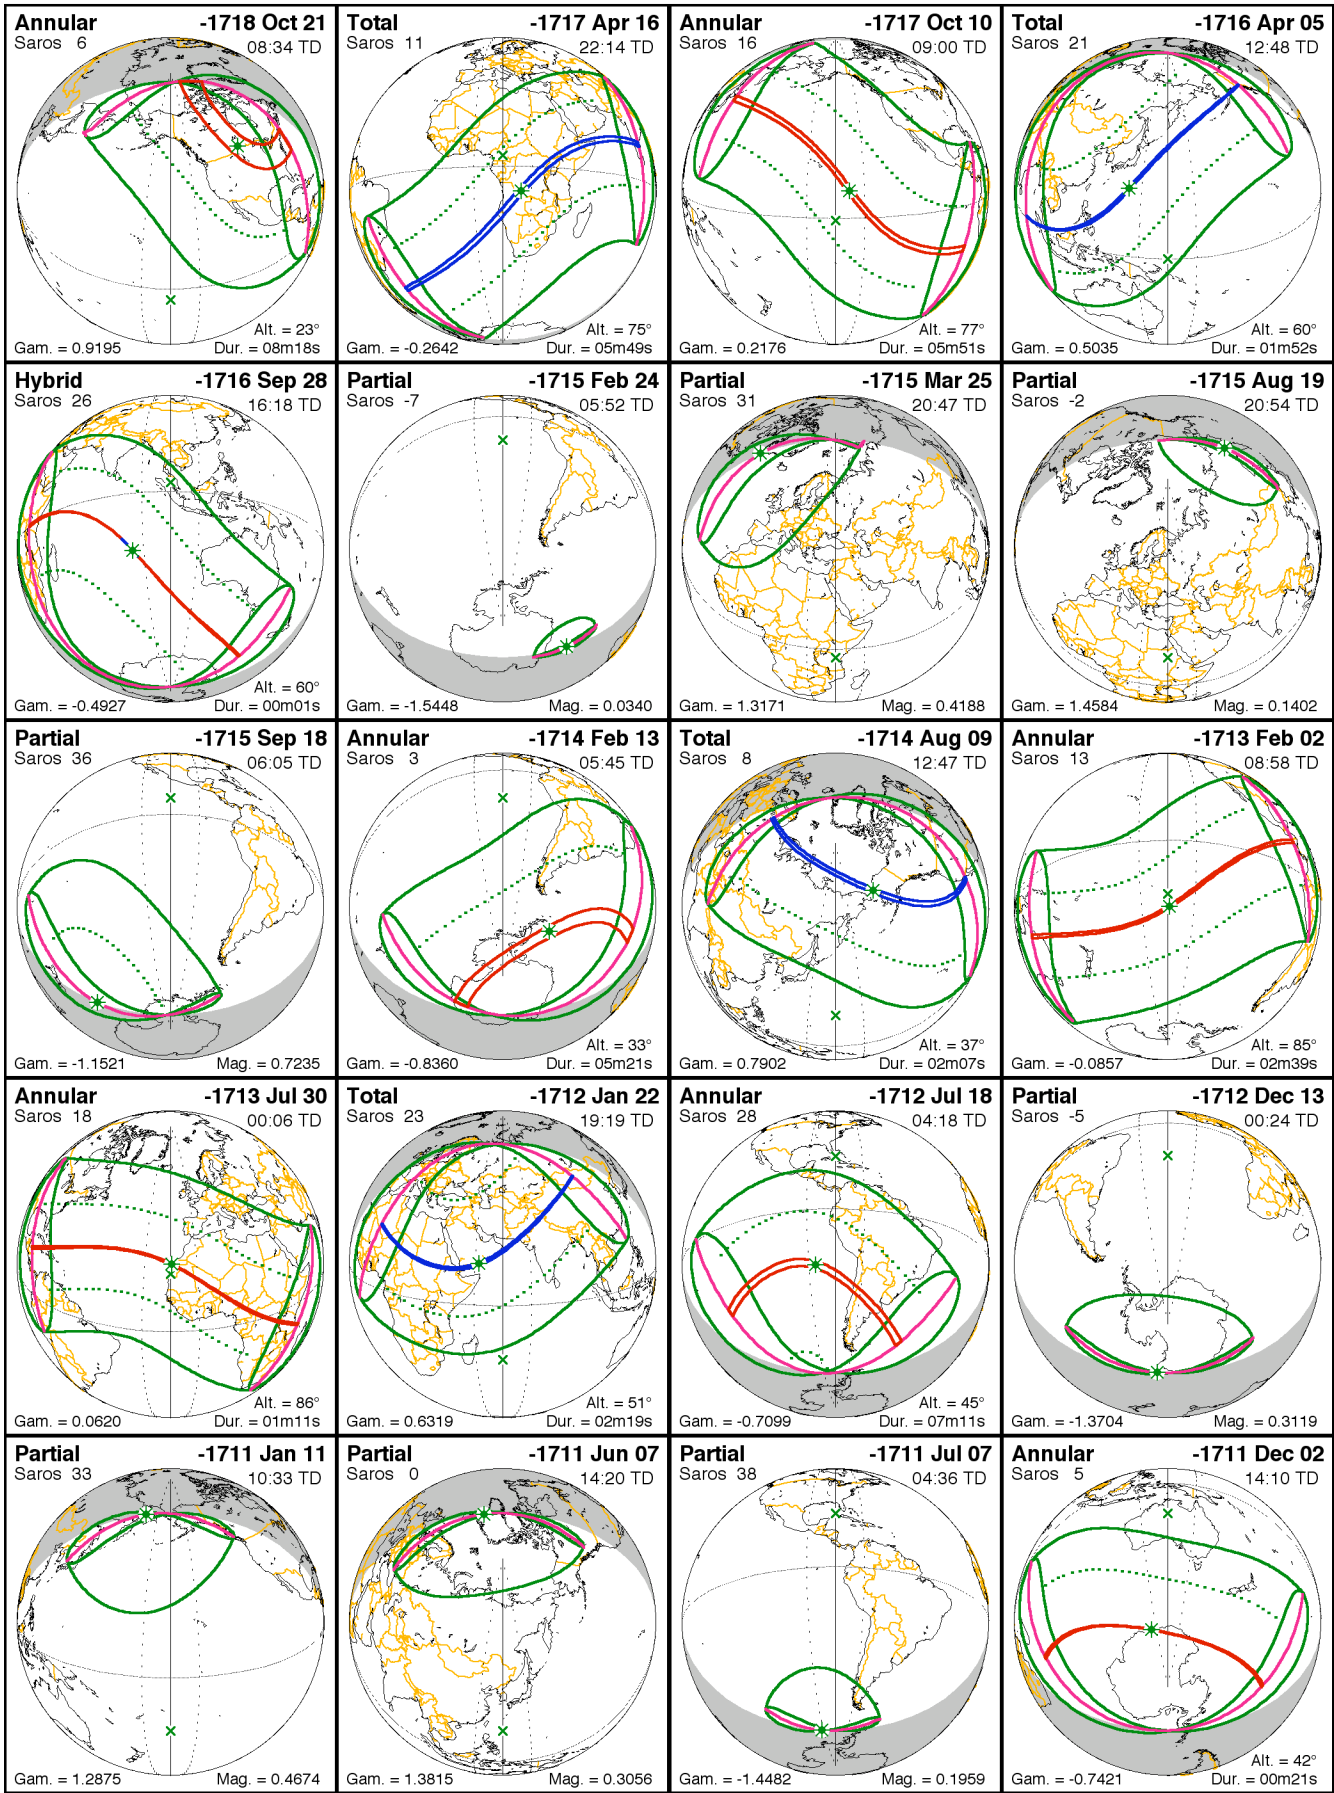 Annular -1718 Oct 21
Saros 6 08:34 TD
Alt. = 23°
Gam. = 0.9195 Dur. = 08m18s
Total -1717 Apr 16
Saros 11 22:14 TD
Alt. = 75°
Gam. = -0.2642 Dur. = 05m49s
Annular -1717 Oct 10
Saros 16 09:00 TD
Alt. = 77°
Gam. = 0.2176 Dur. = 05m51s
Total -1716 Apr 05
Saros 21 12:48 TD
Alt. = 60°
Gam. = 0.5035 Dur. = 01m52s
Hybrid -1716 Sep 28
Saros 26 16:18 TD
Alt. = 60°
Gam. = -0.4927 Dur. = 00m01s
Partial -1715 Feb 24
Saros -7 05:52 TD
Gam. = -1.5448 Mag. = 0.0340
Partial -1715 Mar 25
Saros 31 20:47 TD
Gam. = 1.3171 Mag. = 0.4188
Partial -1715 Aug 19
Saros -2 20:54 TD
Gam. = 1.4584 Mag. = 0.1402
Partial -1715 Sep 18
Saros 36 06:05 TD
Gam. = -1.1521 Mag. = 0.7235
Annular -1714 Feb 13
Saros 3 05:45 TD
Alt. = 33°
Gam. = -0.8360 Dur. = 05m21s
Total -1714 Aug 09
Saros 8 12:47 TD
Alt. = 37°
Gam. = 0.7902 Dur. = 02m07s
Annular -1713 Feb 02
Saros 13 08:58 TD
Alt. = 85°
Gam. = -0.0857 Dur. = 02m39s
Annular -1713 Jul 30
Saros 18 00:06 TD
Alt. = 86°
Gam. = 0.0620 Dur. = 01m11s
Total -1712 Jan 22
Saros 23 19:19 TD
Alt. = 51°
Gam. = 0.6319 Dur. = 02m19s
Annular -1712 Jul 18
Saros 28 04:18 TD
Alt. = 45°
Gam. = -0.7099 Dur. = 07m11s
Partial -1712 Dec 13
Saros -5 00:24 TD
Gam. = -1.3704 Mag. = 0.3119
Partial -1711 Jan 11
Saros 33 10:33 TD
Gam. = 1.2875 Mag. = 0.4674
Partial -1711 Jun 07
Saros 0 14:20 TD
Gam. = 1.3815 Mag. = 0.3056
Partial -1711 Jul 07
Saros 38 04:36 TD
Gam. = -1.4482 Mag. = 0.1959
Annular -1711 Dec 02
Saros 5 14:10 TD
Alt. = 42°
Gam. = -0.7421 Dur. = 00m21s